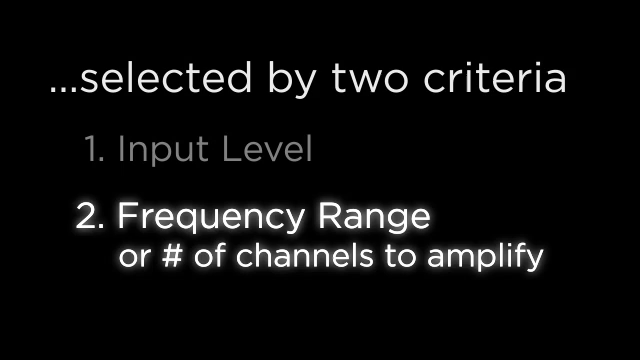 ...selected by two criteria
1. Input Level
2. Frequency Range
or # of channels to amplify